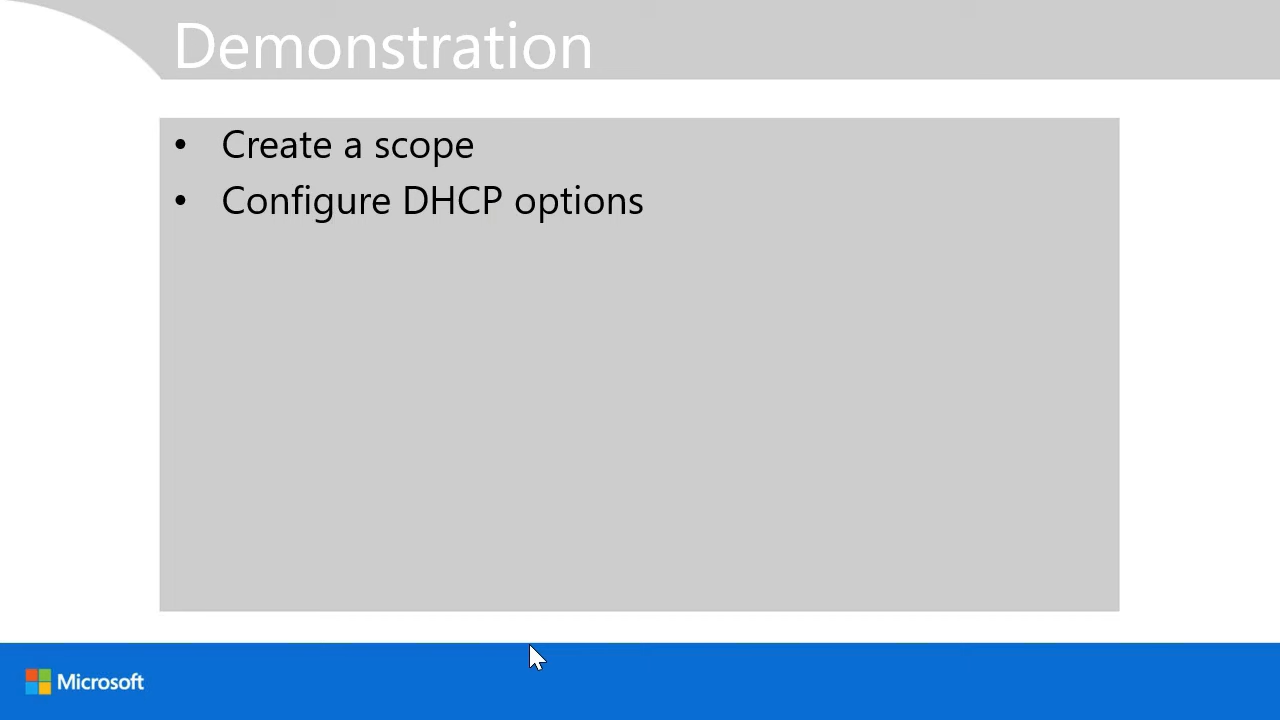 Demonstration
• Create a scope
• Configure DHCP options
Microsoft